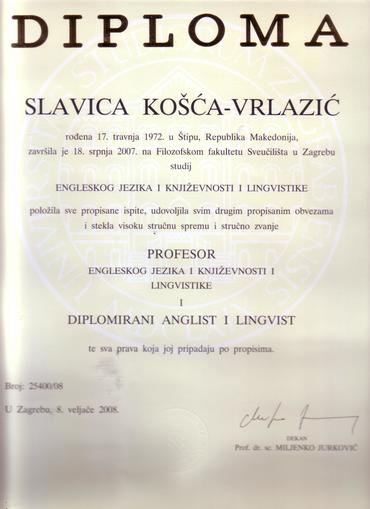 DIPLOMA
SLAVICA KOŠĆA-VRLAZIĆ
rođena 17. travnja 1972. u Štipu, Republika Makedonija,
završila je 18. srpnja 2007. na Filozofskom fakultetu Sveučilišta u Zagrebu
studij
ENGLESKOG JEZIKA I KNJIŽEVNOSTI I LINGVISTIKE
položila sve propisane ispite, udovoljila svim drugim propisanim obvezama
i stekla visoku stručnu spremu i stručno zvanje
PROFESOR
ENGLESKOG JEZIKA I KNJIŽEVNOSTI I
LINGVISTIKE
I
DIPLOMIRANI ANGLIST I LINGVIST
te sva prava koja joj pripadaju po propisima.
Broj: 25400/08
U Zagrebu, 8. veljače 2008.
DEKAN
Prof. dr. sc. MILJENKO JURKOVIĆ